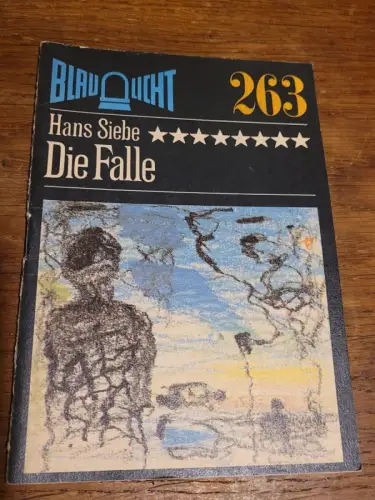 BLAULICHT
263
Hans Siebe
Die Falle